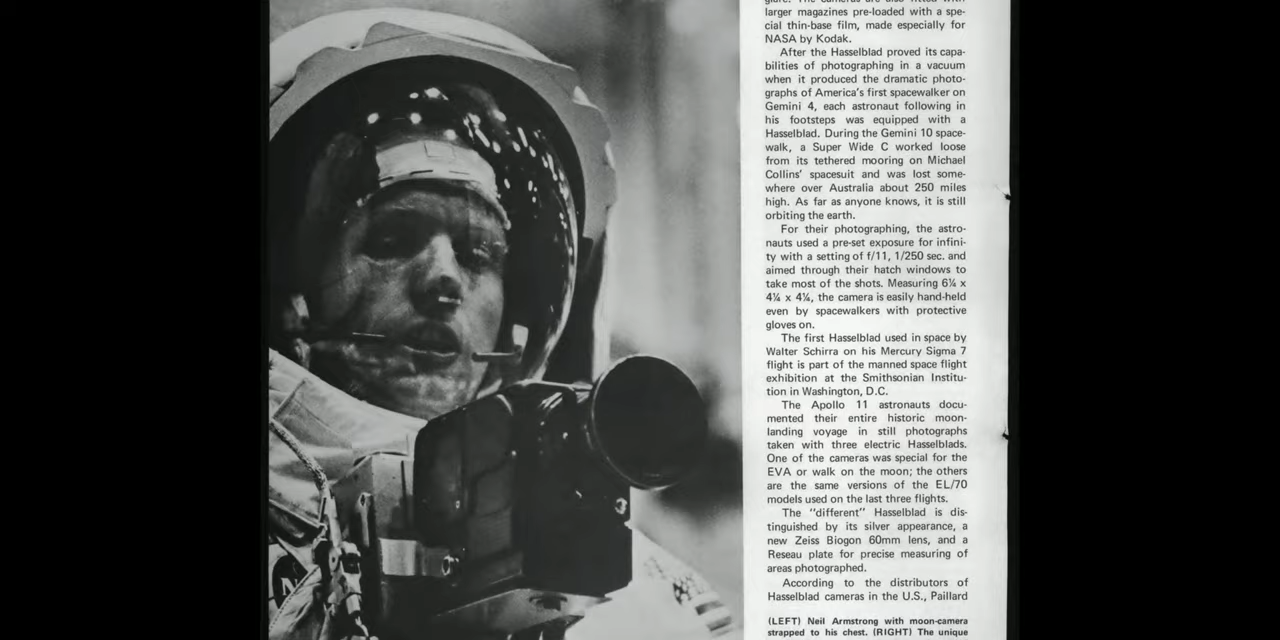 glare. The cameras are also fitted with
larger magazines pre-loaded with a spe-
cial thin-base film, made especially for
NASA by Kodak.
After the Hasselblad proved its capa-
bilities of photographing in a vacuum
when it produced the dramatic photo-
graphs of America's first spacewalker on
Gemini 4, each astronaut following in
his footsteps was equipped with a
Hasselblad. During the Gemini 10 space-
walk, a Super Wide C worked loose
from its tethered mooring on Michael
Collins' spacesuit and was lost some-
where over Australia about 250 miles
high. As far as anyone knows, it is still
orbiting the earth.
For their photographing, the astro-
nauts used a pre-set exposure for infini-
ty with a setting of f/11, 1/250 sec. and
aimed through their hatch windows to
take most of the shots. Measuring 6¼ x
4¼ x 4¼, the camera is easily hand-held
even by spacewalkers with protective
gloves on.
The first Hasselblad used in space by
Walter Schirra on his Mercury Sigma 7
flight is part of the manned space flight
exhibition at the Smithsonian Institu-
tion in Washington, D.C.
The Apollo 11 astronauts docu-
mented their entire historic moon-
landing voyage in still photographs
taken with three electric Hasselblads.
One of the cameras was special for the
EVA or walk on the moon; the others
are the same versions of the EL/70
models used on the last three flights.
The "different" Hasselblad is dis-
tinguished by its silver appearance, a
new Zeiss Biogon 60mm lens, and a
Reseau plate for precise measuring of
areas photographed.
According to the distributors of
Hasselblad cameras in the U.S., Paillard
(LEFT) Neil Armstrong with moon-camera
strapped to his chest. (RIGHT) The unique